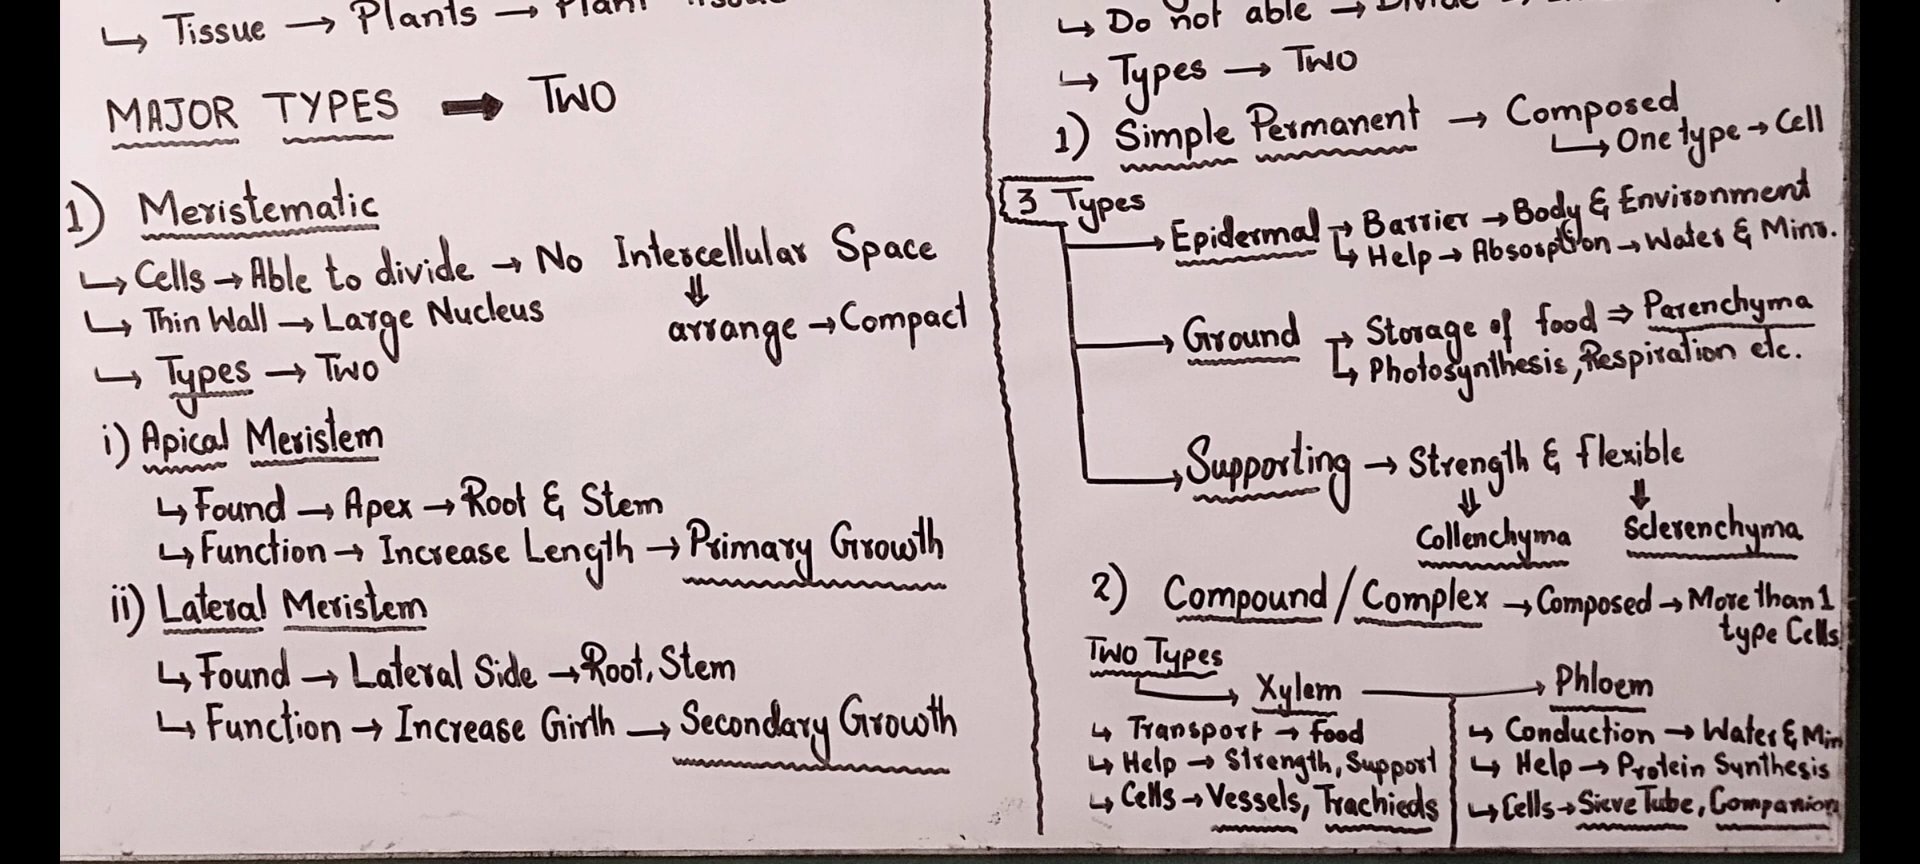 ↳ Tissue → Plants → Plant Tissue
MAJOR TYPES ➡ TWO
1) Meristematic
↳ Cells → Able to divide → No Intercellular Space
⇓
arrange → Compact
↳ Thin Wall → Large Nucleus
↳ Types → Two
i) Apical Meristem
↳ Found → Apex → Root & Stem
↳ Function → Increase Length → Primary Growth
ii) Lateral Meristem
↳ Found → Lateral Side → Root, Stem
↳ Function → Increase Girth → Secondary Growth
↳ Do not able → Divide
↳ Types → Two
1) Simple Permanent → Composed
↳ One type → Cell
3 Types
Epidermal → Barrier → Body & Environment
↳ Help → Absorption → Water & Mins.
Ground → Storage of food ⇒ Parenchyma
↳ Photosynthesis, Respiration etc.
Supporting → Strength & flexible
⇓ ⇓
Collenchyma Sclerenchyma
2) Compound / Complex → Composed → More than 1
type Cells
Two Types
→ Xylem → Phloem
↳ Transport → food
↳ Help → Strength, Support
↳ Cells → Vessels, Trachieds
↳ Conduction → Water & Min
↳ Help → Protein Synthesis
↳ Cells → Sieve Tube, Companion